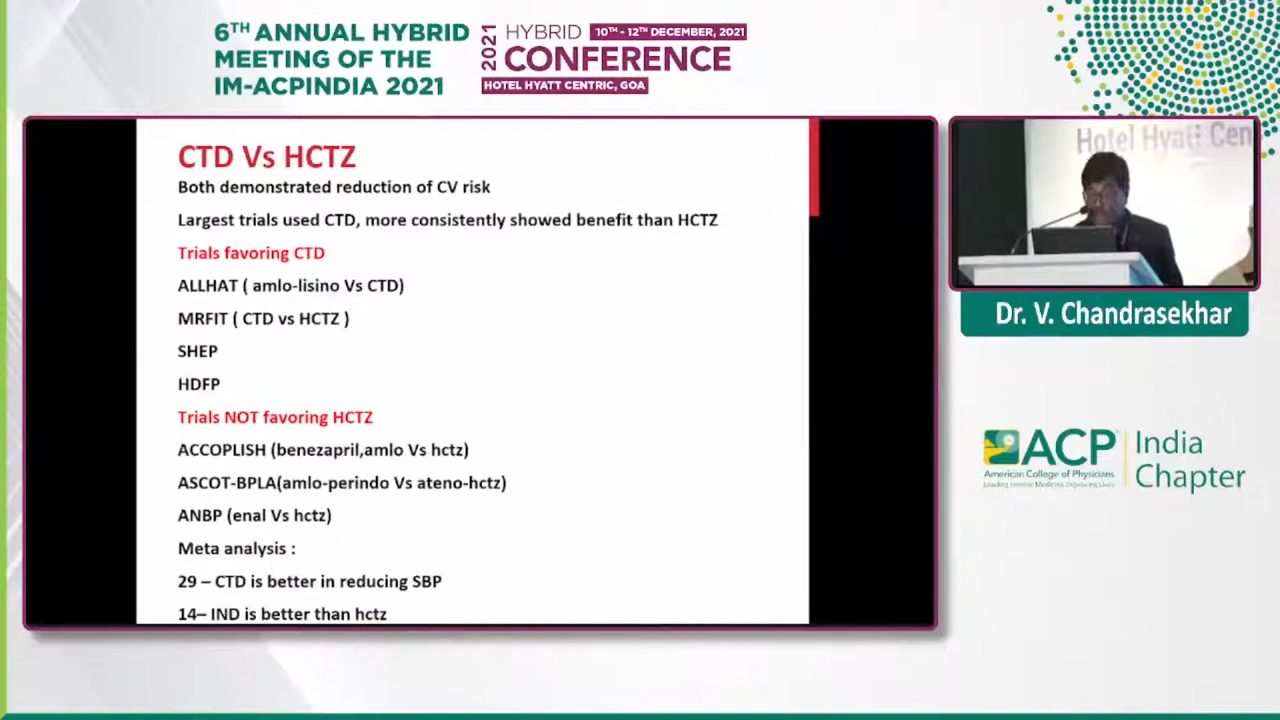 6TH ANNUAL HYBRID
MEETING OF THE
IM-ACPINDIA 2021
2021
HYBRID
10TH - 12TH DECEMBER, 2021
CONFERENCE
HOTEL HYATT CENTRIC, GOA
CTD Vs HCTZ
Both demonstrated reduction of CV risk
Largest trials used CTD, more consistently showed benefit than HCTZ
Trials favoring CTD
ALLHAT ( amlo-lisino Vs CTD)
MRFIT ( CTD vs HCTZ )
SHEP
HDFP
Trials NOT favoring HCTZ
ACCOPLISH (benezapril,amlo Vs hctz)
ASCOT-BPLA(amlo-perindo Vs ateno-hctz)
ANBP (enal Vs hctz)
Meta analysis :
29 – CTD is better in reducing SBP
14– IND is better than hctz
Hotel Hyatt Cen
Dr. V. Chandrasekhar
ACP
American College of Physicians
Leading Internal Medicine, Improving Lives
India
Chapter